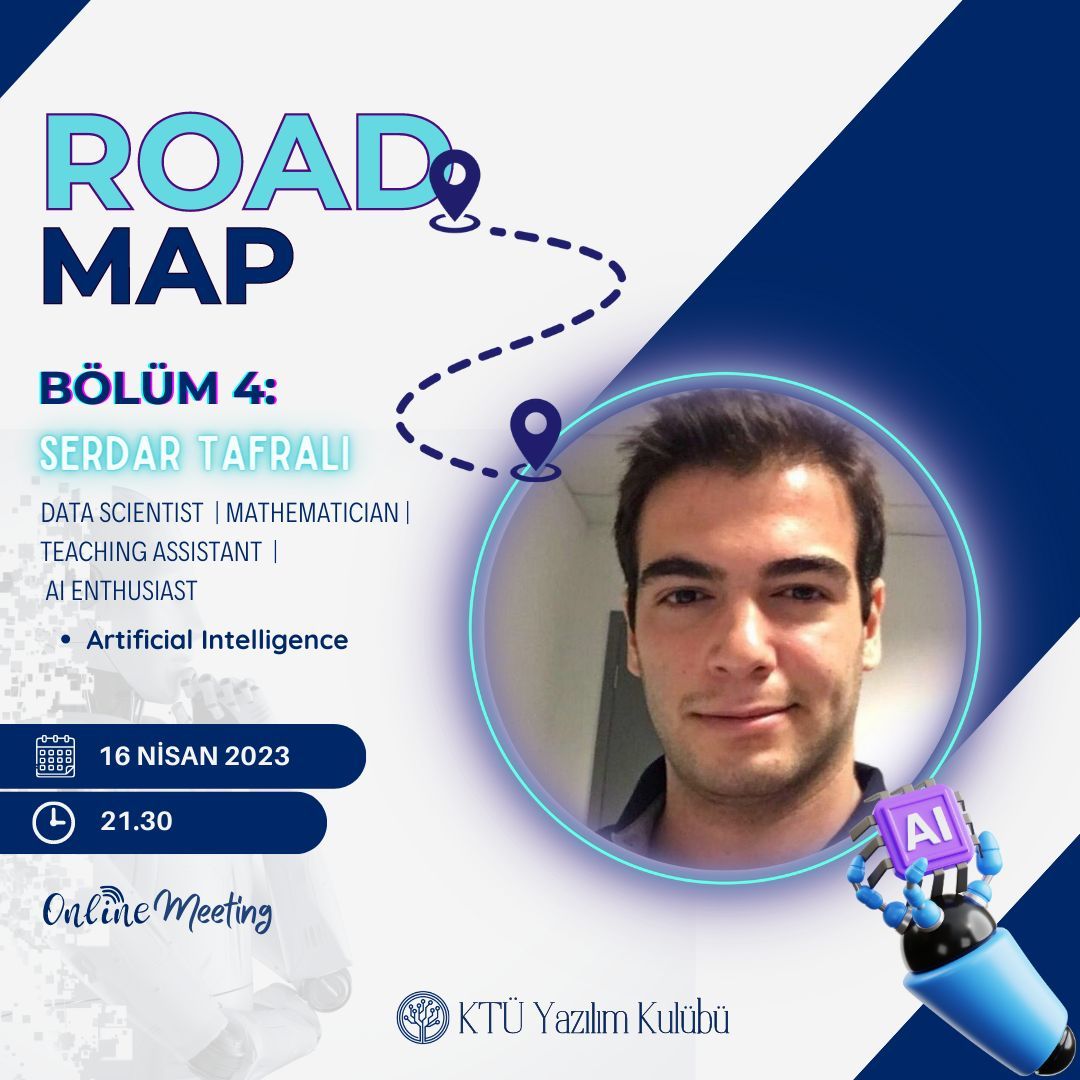 ROAD
MAP
BÖLÜM 4:
SERDAR TAFRALI
DATA SCIENTIST | MATHEMATICIAN |
TEACHING ASSISTANT |
AI ENTHUSIAST
• Artificial Intelligence
16 NİSAN 2023
21.30
Online Meeting
AI
KTÜ Yazılım Kulübü